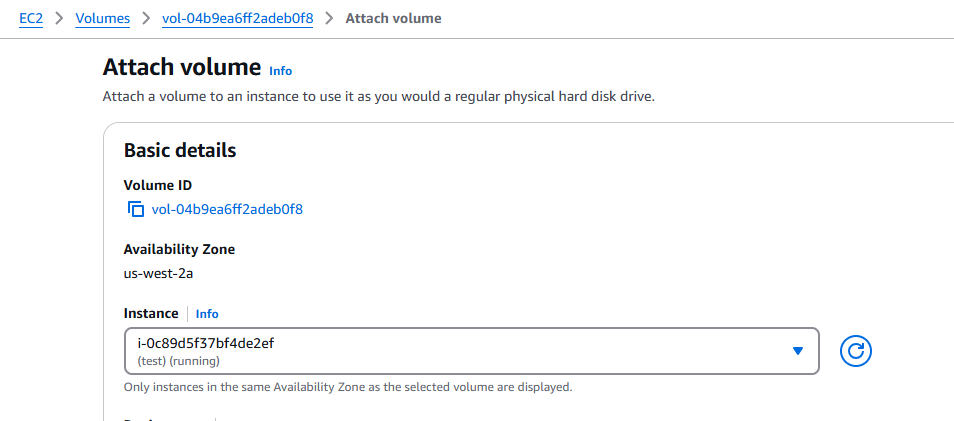 EC2 > Volumes > vol-04b9ea6ff2adeb0f8 > Attach volume
Attach volume Info
Attach a volume to an instance to use it as you would a regular physical hard disk drive.
Basic details
Volume ID
vol-04b9ea6ff2adeb0f8
Availability Zone
us-west-2a
Instance | Info
i-0c89d5f37bf4de2ef
(test) (running)
Only instances in the same Availability Zone as the selected volume are displayed.